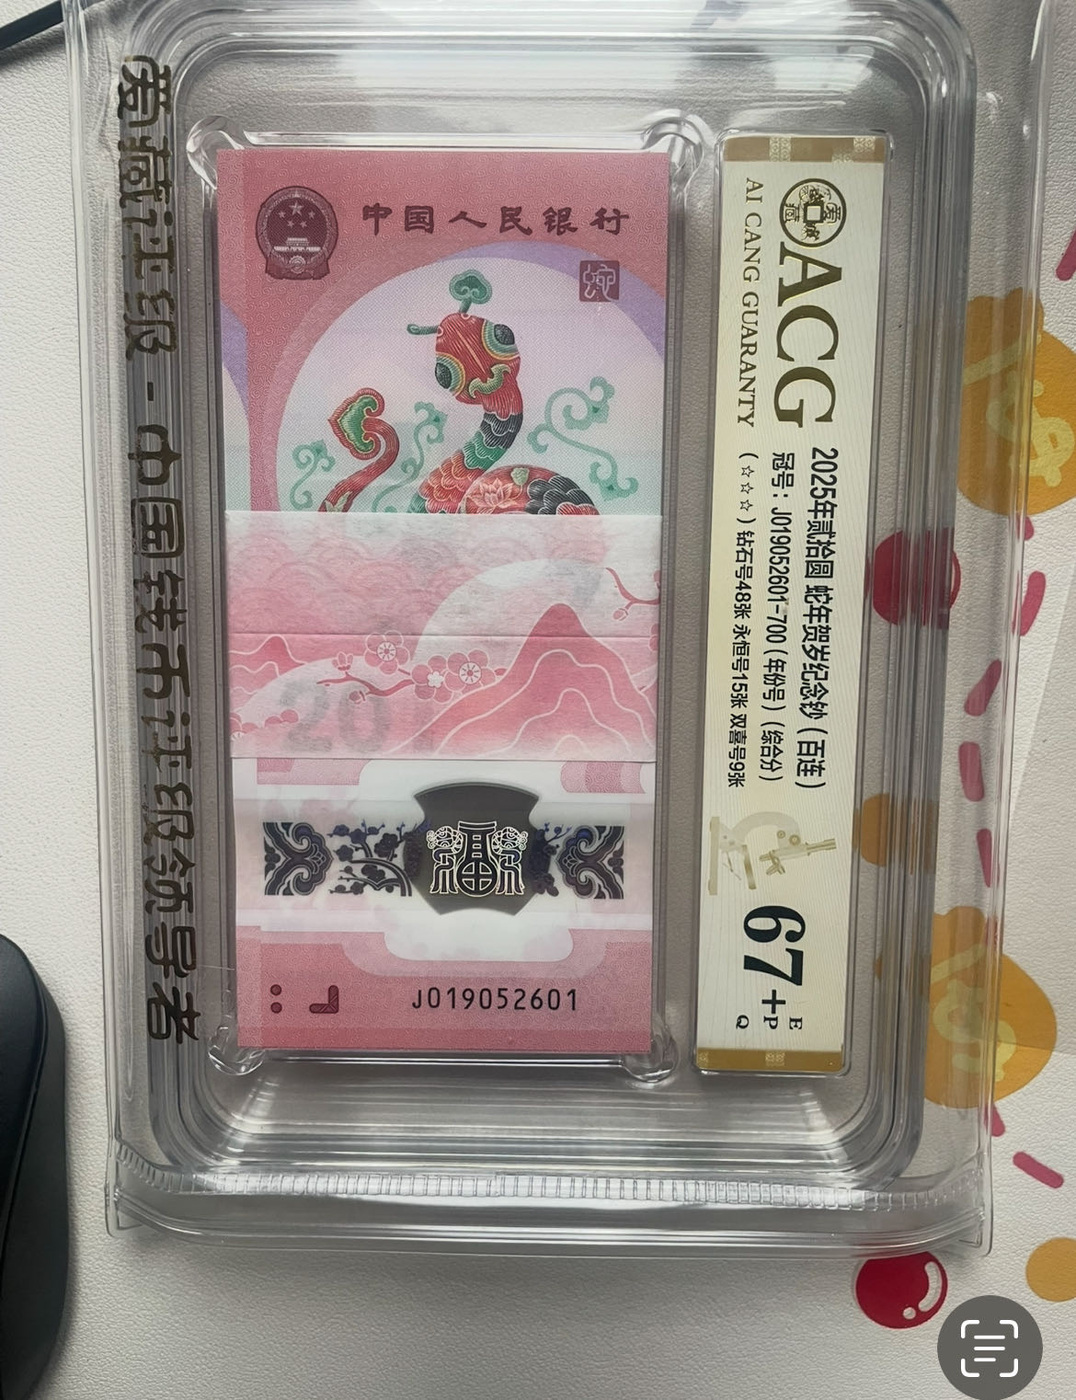 爱藏评级 - 中国钱币评级领导者
中国人民银行
J019052601
ACG
AI CANG GUARANTY
2025年贰拾圆 蛇年贺岁纪念钞 (百连)
冠号: J019052601-700 (年份号) (综合分)
(☆☆☆) 钻石号48张 永恒号15张 双喜号9张
67+
E
P
Q